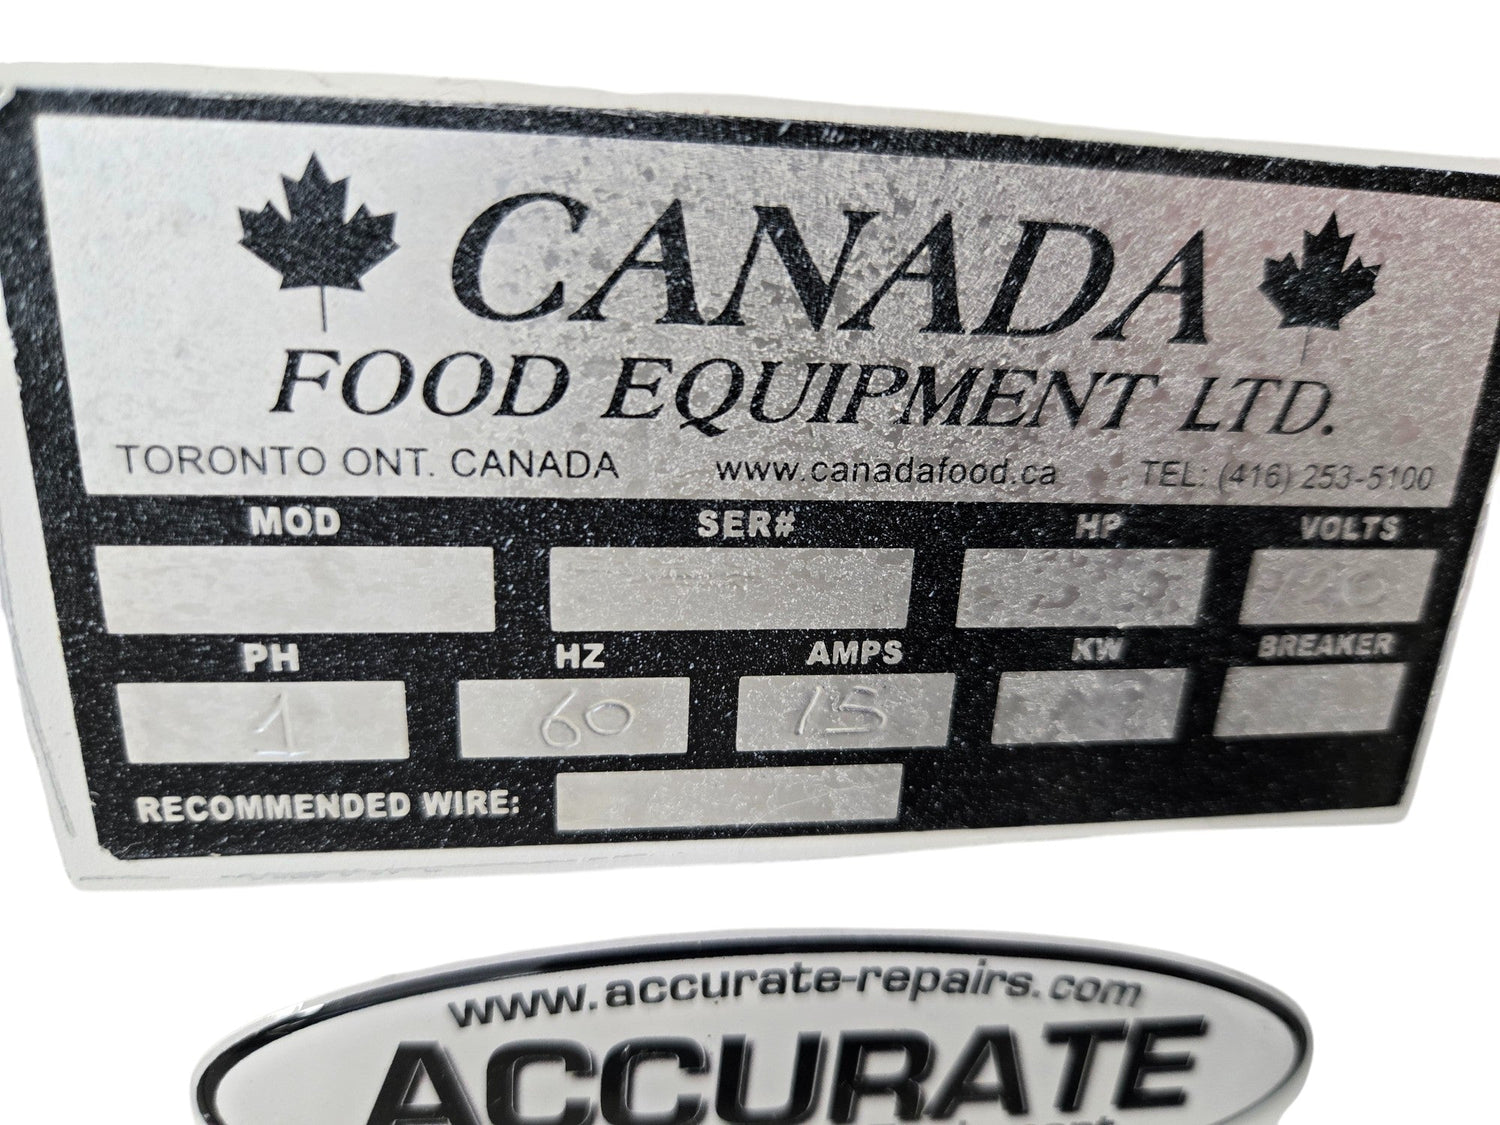 CANADA
FOOD EQUIPMENT LTD.
TORONTO ONT. CANADA www.canadafood.ca TEL: (416) 253-5100
MOD SER# HP VOLTS
120
PH HZ AMPS KW BREAKER
1 60 15
RECOMMENDED WIRE:
www.accurate-repairs.com
ACCURATE